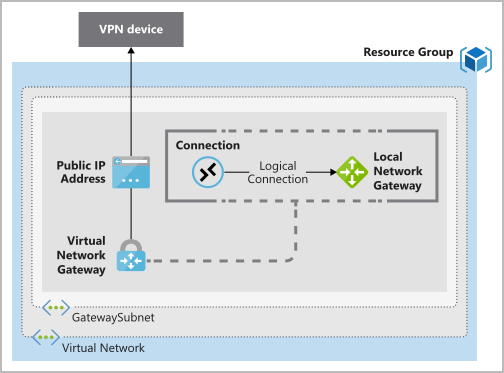 VPN device
Resource Group
Connection
Public IP
Address
Logical
Connection
Local
Network
Gateway
Virtual
Network
Gateway
GatewaySubnet
Virtual Network